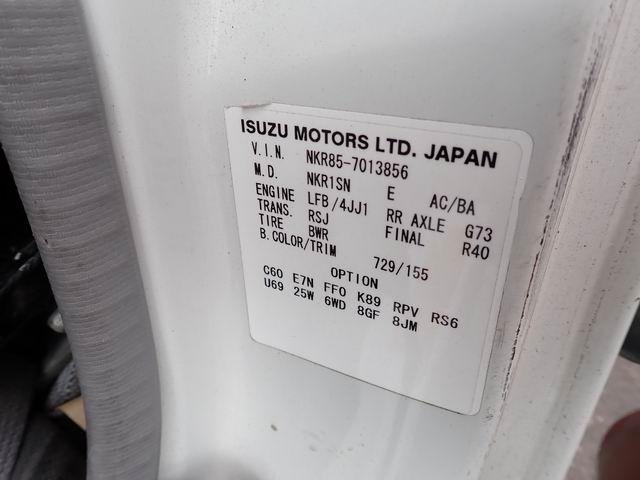 ISUZU MOTORS LTD. JAPAN
V.I.N. NKR85-7013856
M.D. NKR1SN E AC/BA
ENGINE LFB/4JJ1 RR AXLE G73
TRANS. RSJ FINAL R40
TIRE BWR
B.COLOR/TRIM 729/155
OPTION
C60 E7N FF0 K89 RPV RS6
U69 25W 6WD 8GF 8JM